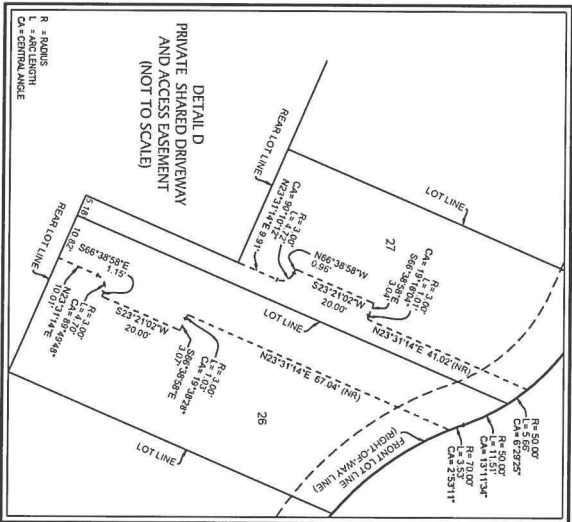 DETAIL D
PRIVATE SHARED DRIVEWAY
AND ACCESS EASEMENT
(NOT TO SCALE)
R = RADIUS
L = ARC LENGTH
CA = CENTRAL ANGLE
REAR LOT LINE
LOT LINE
27
R= 3.00'
L= 4.72'
CA= 90°10'12"
N23°31'14"E 9.91'
N66°38'58"W
0.96'
S23°21'02"W
20.00'
R= 3.00'
L= 1.01'
CA= 19°18'04"
S66°38'58"E
3.04'
N23°31'14"E 41.02' (NR)
LOT LINE
R= 50.00'
L= 5.66'
CA= 6°29'25"
R= 50.00'
L= 11.51'
CA= 13°11'34"
R= 70.00'
L= 3.53'
CA= 2°53'11"
FRONT LOT LINE
(RIGHT-OF-WAY LINE)
5.18'
10.82'
REAR LOT LINE
S66°38'58"E
1.15'
R= 3.00'
L= 4.70'
CA= 89°49'48"
N23°31'14"E
10.01'
S23°21'02"W
20.00'
R= 3.00'
L= 1.03'
CA= 19°38'28"
S66°38'58"E
3.07'
N23°31'14"E 67.04' (NR)
26
LOT LINE